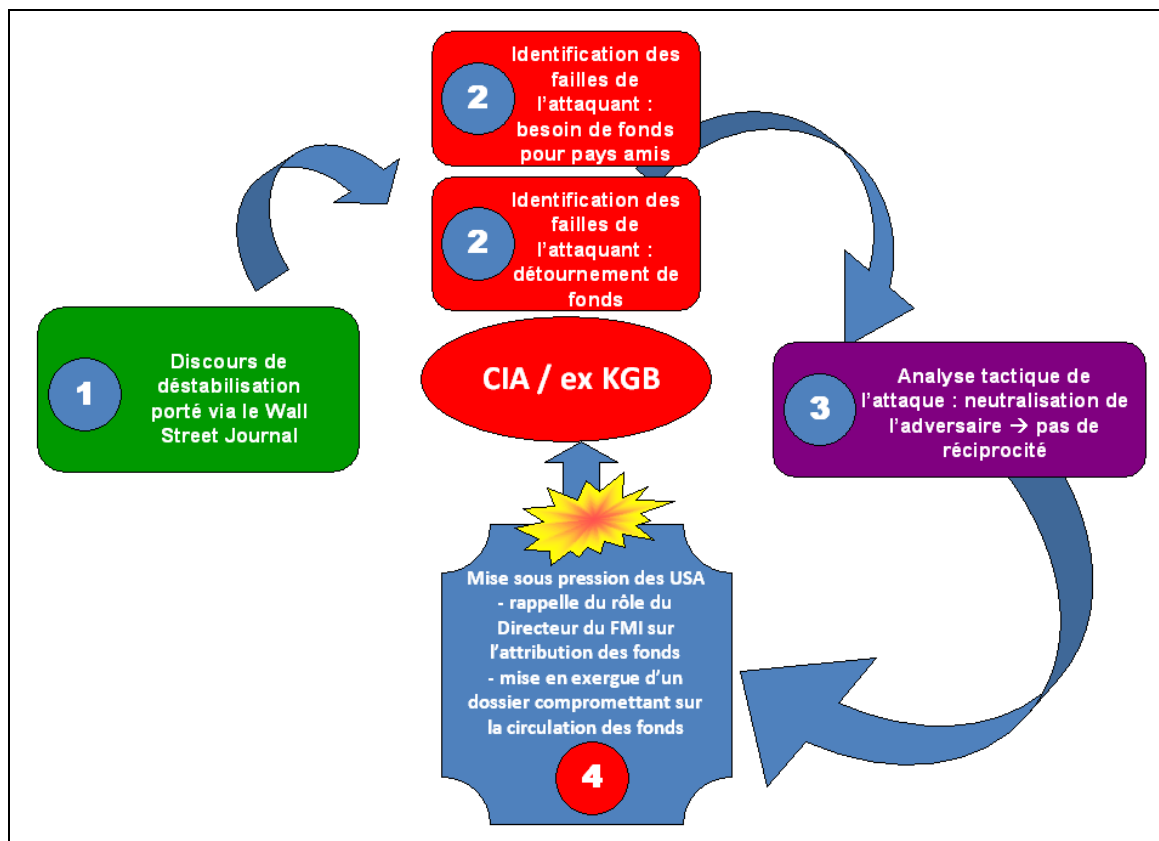 1
Discours de
déstabilisation
porté via le Wall
Street Journal
2
Identification des
failles de
l'attaquant :
besoin de fonds
pour pays amis
2
Identification des
failles de
l'attaquant :
détournement de
fonds
CIA / ex KGB
3
Analyse tactique de
l'attaque : neutralisation de
l'adversaire → pas de
réciprocité
Mise sous pression des USA
- rappelle du rôle du
Directeur du FMI sur
l'attribution des fonds
- mise en exergue d'un
dossier compromettant sur
la circulation des fonds
4